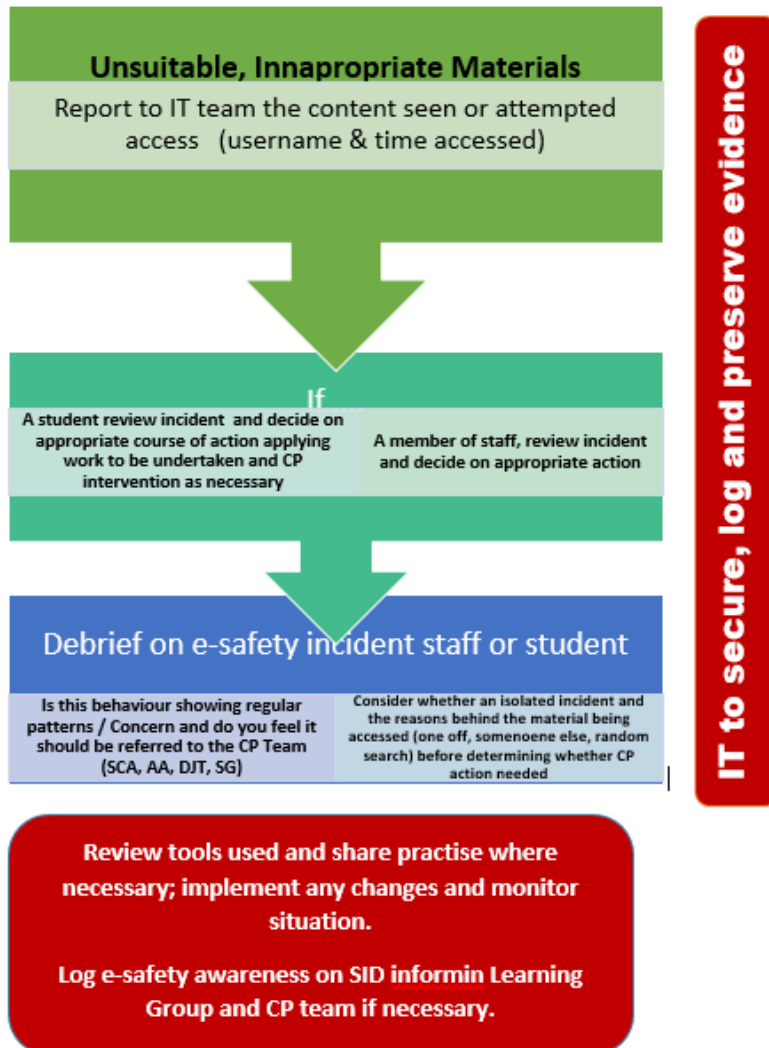 Unsuitable, Innapropriate Materials
Report to IT team the content seen or attempted
access (username & time accessed)
If
A student review incident and decide on
appropriate course of action applying
work to be undertaken and CP
intervention as necessary
A member of staff, review incident
and decide on appropriate action
Debrief on e-safety incident staff or student
Is this behaviour showing regular
patterns / Concern and do you feel it
should be referred to the CP Team
(SCA, AA, DJT, SG)
Consider whether an isolated incident and
the reasons behind the material being
accessed (one off, somenoene else, random
search) before determining whether CP
action needed
Review tools used and share practise where
necessary; implement any changes and monitor
situation.
Log e-safety awareness on SID informin Learning
Group and CP team if necessary.
IT to secure, log and preserve evidence